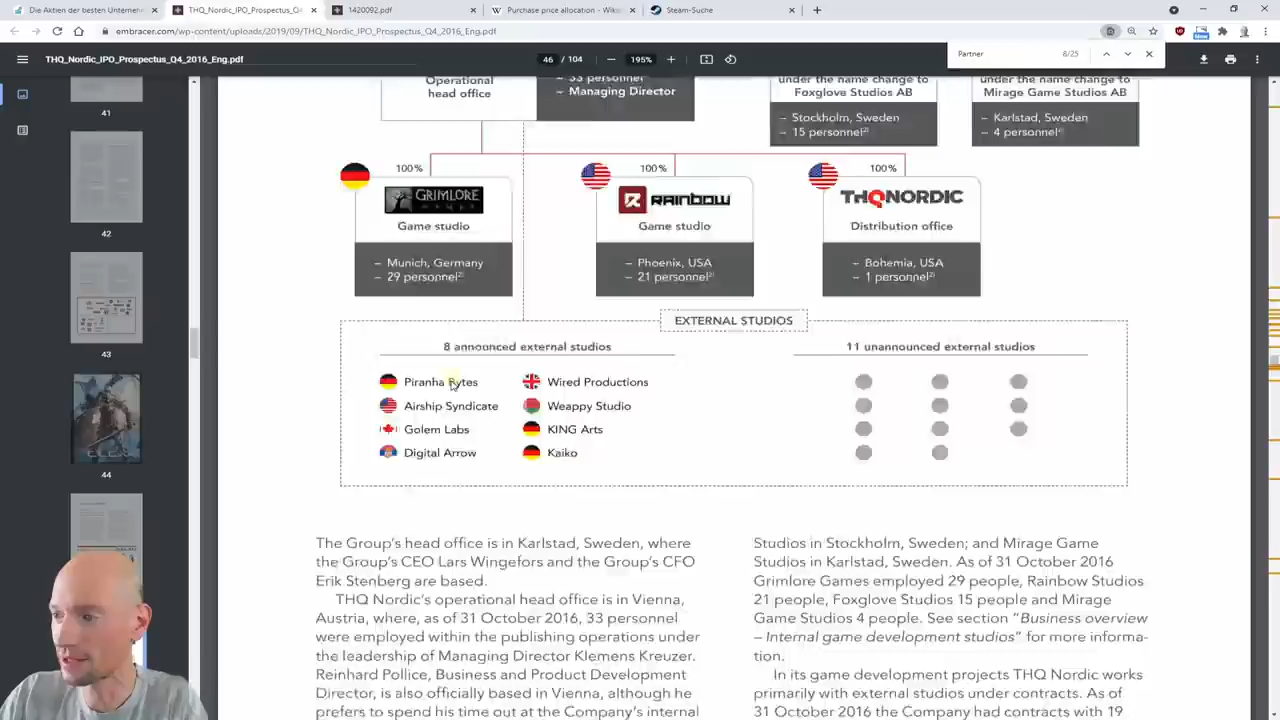 Die Aktien der besten Unternehm
THQ_Nordic_IPO_Prospectus_Q4
1420092.pdf
Purchase price allocation - Wiki
Steam-Suche
embracer.com/wp-content/uploads/2019/09/THQ_Nordic_IPO_Prospectus_Q4_2016_Eng.pdf
Partner
8/25
THQ_Nordic_IPO_Prospectus_Q4_2016_Eng.pdf
46 / 104
195%
41
42
43
44
Operational
head office
– 33 personnel
– Managing Director
under the name change to
Foxglove Studios AB
– Stockholm, Sweden
– 15 personnel²⁾
under the name change to
Mirage Game Studios AB
– Karlstad, Sweden
– 4 personnel²⁾
100%
100%
100%
GRIMLORE
GAMES
Game studio
– Munich, Germany
– 29 personnel²⁾
RAINBOW
Game studio
– Phoenix, USA
– 21 personnel²⁾
THQNORDIC
Distribution office
– Bohemia, USA
– 1 personnel²⁾
EXTERNAL STUDIOS
8 announced external studios
11 unannounced external studios
Piranha Bytes
Wired Productions
Airship Syndicate
Weappy Studio
Golem Labs
KING Arts
Digital Arrow
Kaiko
The Group's head office is in Karlstad, Sweden, where
the Group's CEO Lars Wingefors and the Group's CFO
Erik Stenberg are based.
THQ Nordic's operational head office is in Vienna,
Austria, where, as of 31 October 2016, 33 personnel
were employed within the publishing operations under
the leadership of Managing Director Klemens Kreuzer.
Reinhard Pollice, Business and Product Development
Director, is also officially based in Vienna, although he
prefers to spend his time out at the Company's internal
Studios in Stockholm, Sweden; and Mirage Game
Studios in Karlstad, Sweden. As of 31 October 2016
Grimlore Games employed 29 people, Rainbow Studios
21 people, Foxglove Studios 15 people and Mirage
Game Studios 4 people. See section "Business overview
– Internal game development studios" for more informa-
tion.
In its game development projects THQ Nordic works
primarily with external studios under contracts. As of
31 October 2016 the Company had contracts with 19